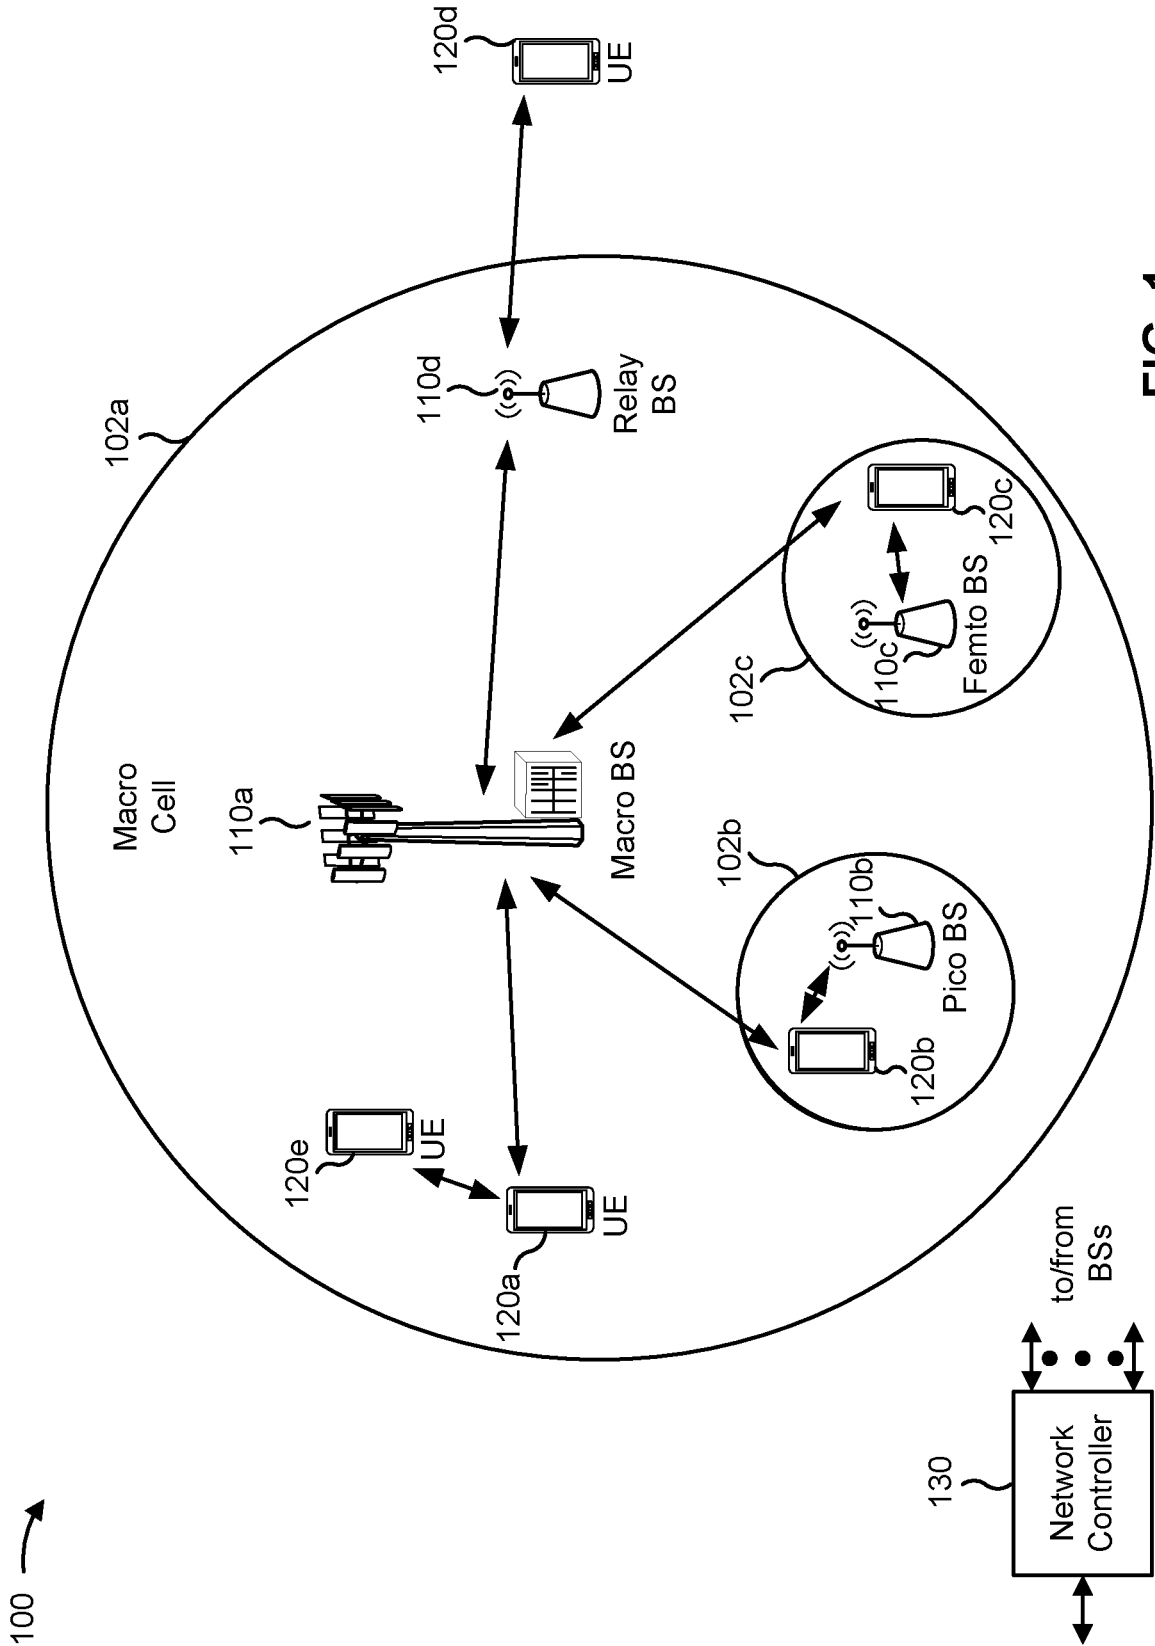 100
102a
Macro
Cell
110a
120e
UE
110d
120d
120a
UE
Macro BS
Relay
BS
UE
102b
102c
110b
110c
120b
Pico BS
Femto BS
120c
130
Network
Controller
to/from
BSs
FIG. 1